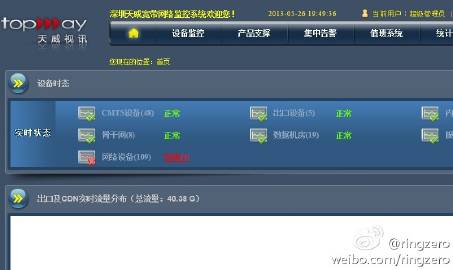 topway
天威视讯
深圳天威宽带网络监控系统欢迎您!
2013-05-26 19:49:56
当前用户: 超级管理员
设备监控
产品支撑
集中告警
值班系统
统计
您现在的位置: 首页
设备时态
实时状态
CMTS设备(48) 正常
出口设备(5) 正常
骨干网(8) 正常
数据机房(19) 正常
网络设备(109)
出口及CDN实时流量分布 (总流量: 40.38 G)
@ringzero
weibo.com/ringzero